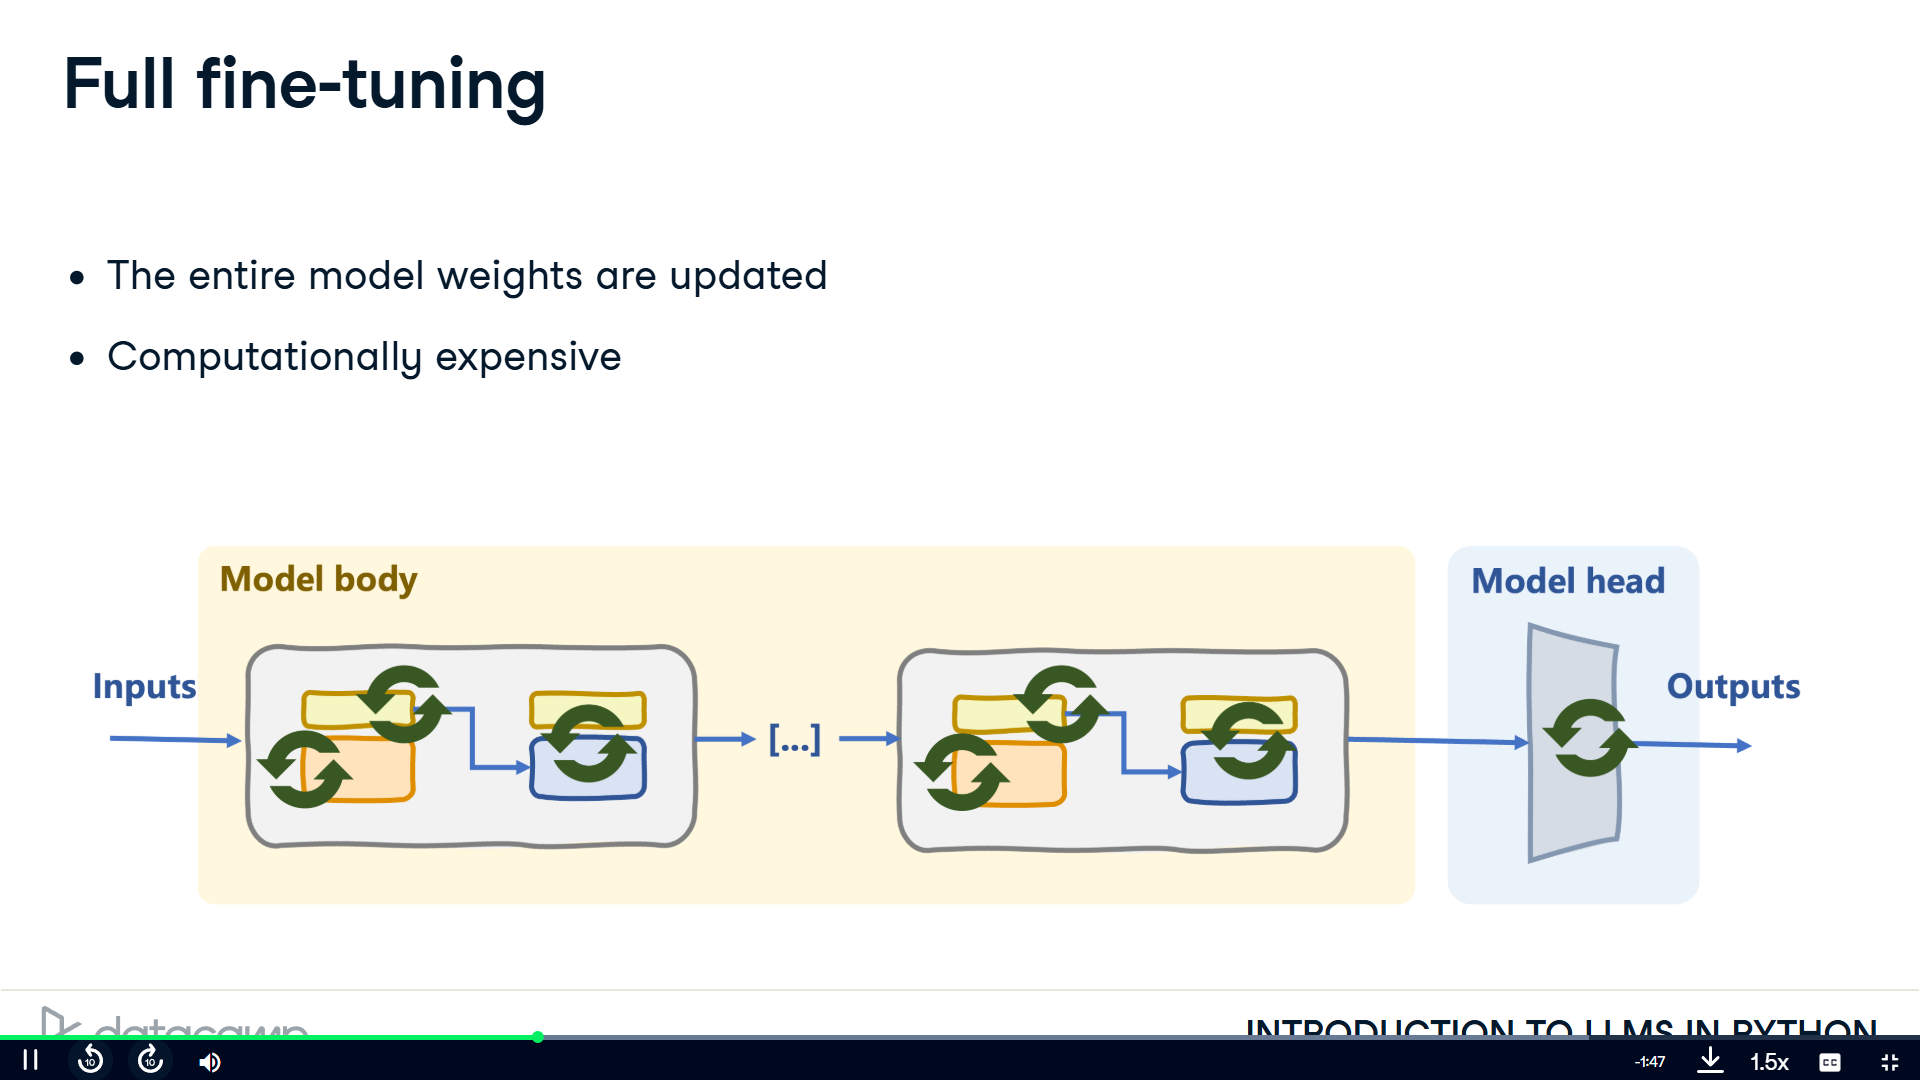 Full fine-tuning
• The entire model weights are updated
• Computationally expensive
Model body
Model head
Inputs
Outputs
[...]
datacamp
INTRODUCTION TO LLMS IN PYTHON
10
10
-1:47
1.5x
CC